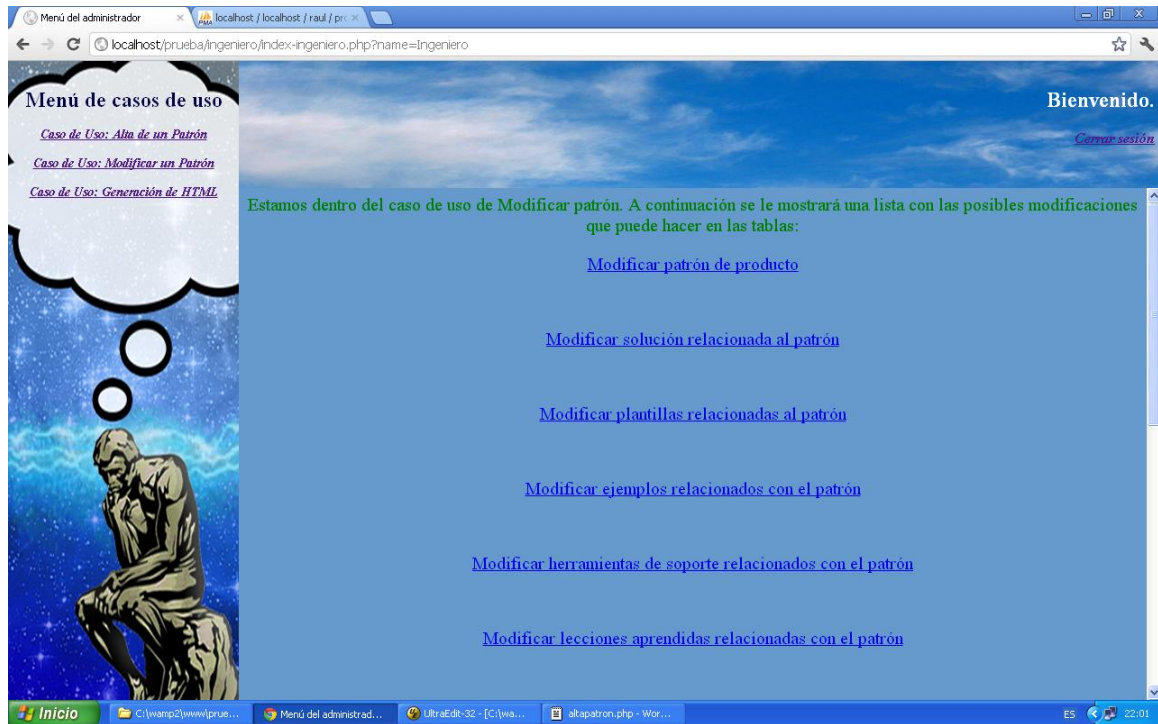 Menú del administrador
localhost / localhost / raul / pr
localhost/prueba/ingeniero/index-ingeniero.php?name=Ingeniero
Menú de casos de uso
Caso de Uso: Alta de un Patrón
Caso de Uso: Modificar un Patrón
Caso de Uso: Generación de HTML
Bienvenido.
Cerrar sesión
Estamos dentro del caso de uso de Modificar patrón. A continuación se le mostrará una lista con las posibles modificaciones
que puede hacer en las tablas:
Modificar patrón de producto
Modificar solución relacionada al patrón
Modificar plantillas relacionadas al patrón
Modificar ejemplos relacionados con el patrón
Modificar herramientas de soporte relacionados con el patrón
Modificar lecciones aprendidas relacionadas con el patrón
Inicio
C:\wamp2\www\prue...
Menú del administrad...
UltraEdit-32 - [C:\wa...
altapatron.php - Wor...
ES
22:01